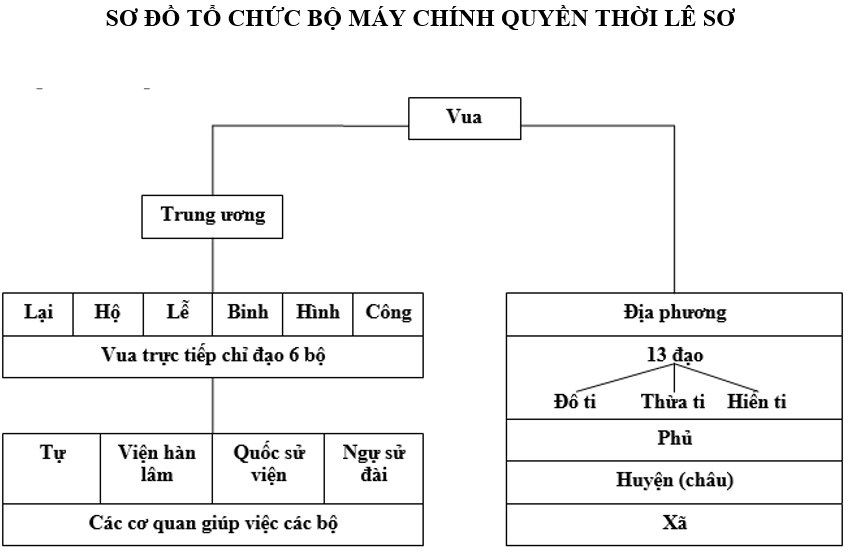 SƠ ĐỒ TỔ CHỨC BỘ MÁY CHÍNH QUYỀN THỜI LÊ SƠ
Vua
Trung ương
Lại Hộ Lễ Binh Hình Công
Vua trực tiếp chỉ đạo 6 bộ
Tự
Viện hàn
lâm
Quốc sử
viện
Ngự sử
đài
Các cơ quan giúp việc các bộ
Địa phương
13 đạo
Đô ti Thừa ti Hiến ti
Phủ
Huyện (châu)
Xã